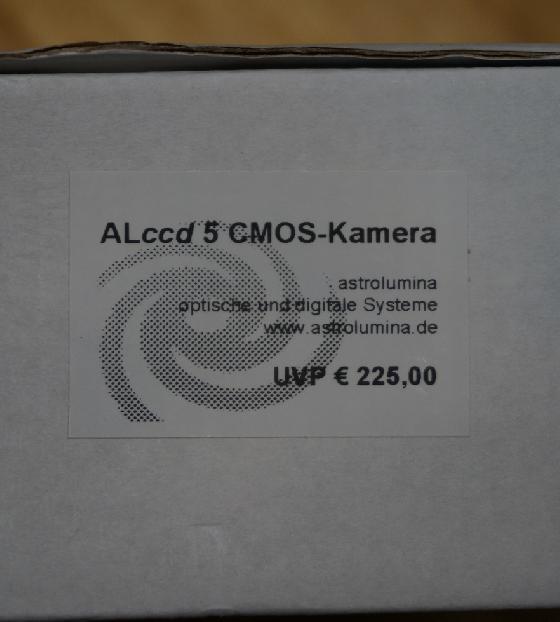 ALccd 5 CMOS-Kamera
astrolumina
optische und digitale Systeme
www.astrolumina.de
UVP € 225,00